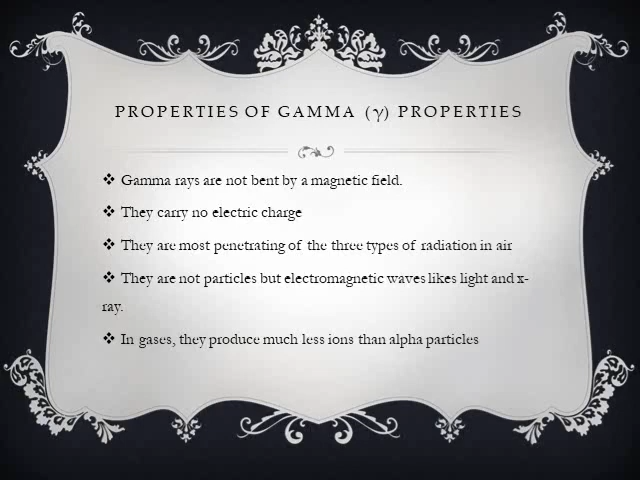 PROPERTIES OF GAMMA (γ) PROPERTIES
❖ Gamma rays are not bent by a magnetic field.
❖ They carry no electric charge
❖ They are most penetrating of the three types of radiation in air
❖ They are not particles but electromagnetic waves likes light and x-
ray.
❖ In gases, they produce much less ions than alpha particles